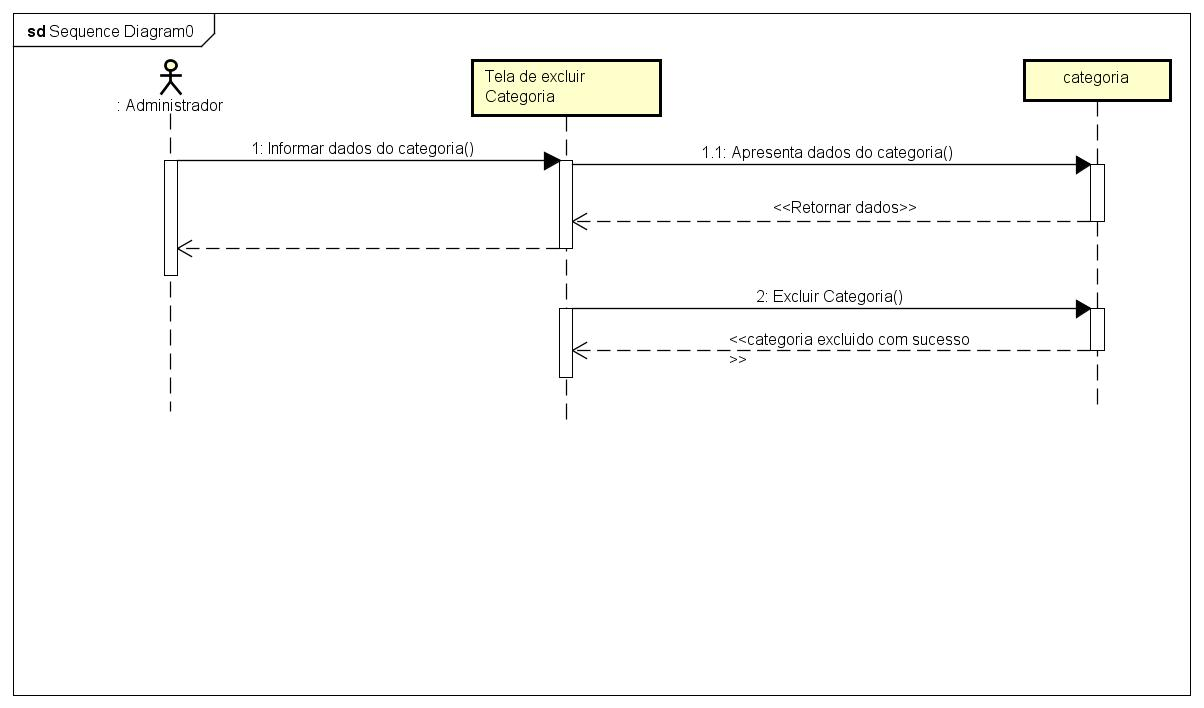 sd Sequence Diagram0
: Administrador
Tela de excluir
Categoria
categoria
1: Informar dados do categoria()
1.1: Apresenta dados do categoria()
<<Retornar dados>>
2: Excluir Categoria()
<<categoria excluido com sucesso
>>